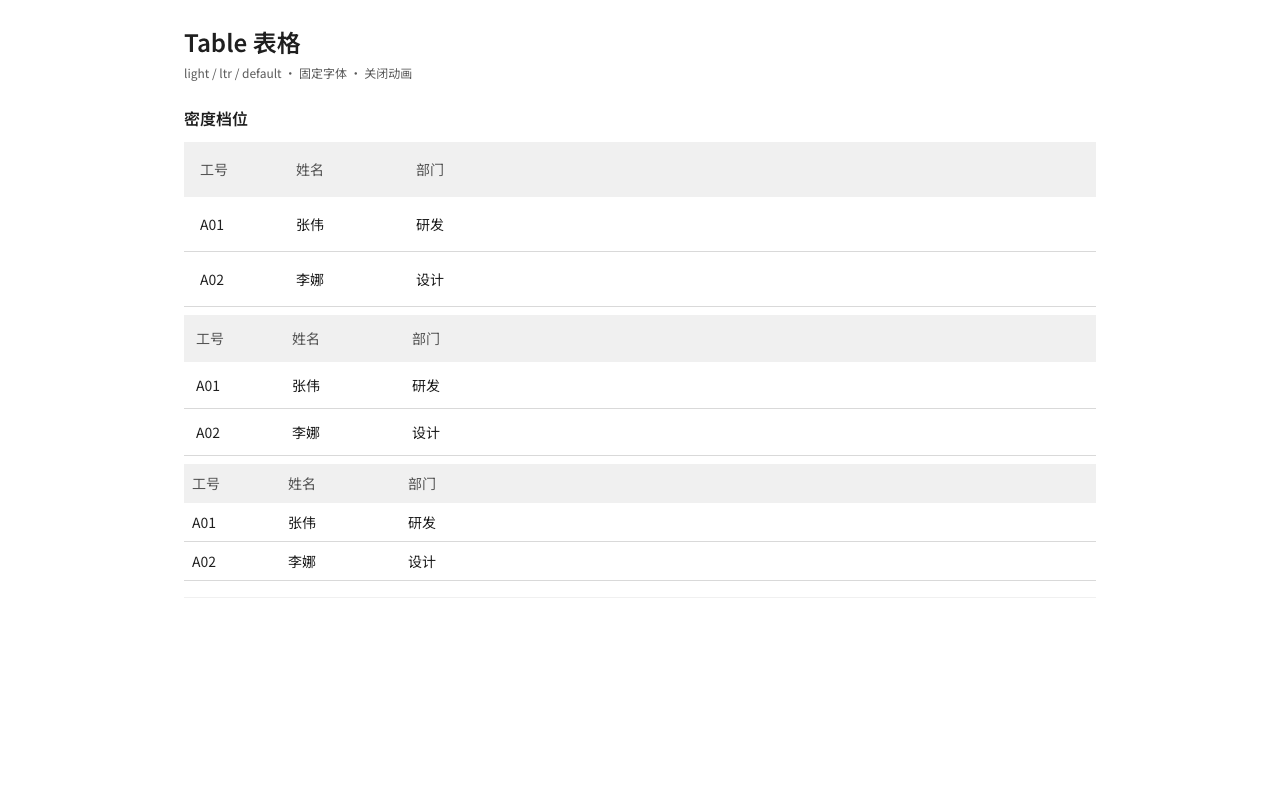 Table 表格
light / ltr / default ・ 固定字体 ・ 关闭动画
密度档位
工号 姓名 部门
A01 张伟 研发
A02 李娜 设计
工号 姓名 部门
A01 张伟 研发
A02 李娜 设计
工号 姓名 部门
A01 张伟 研发
A02 李娜 设计